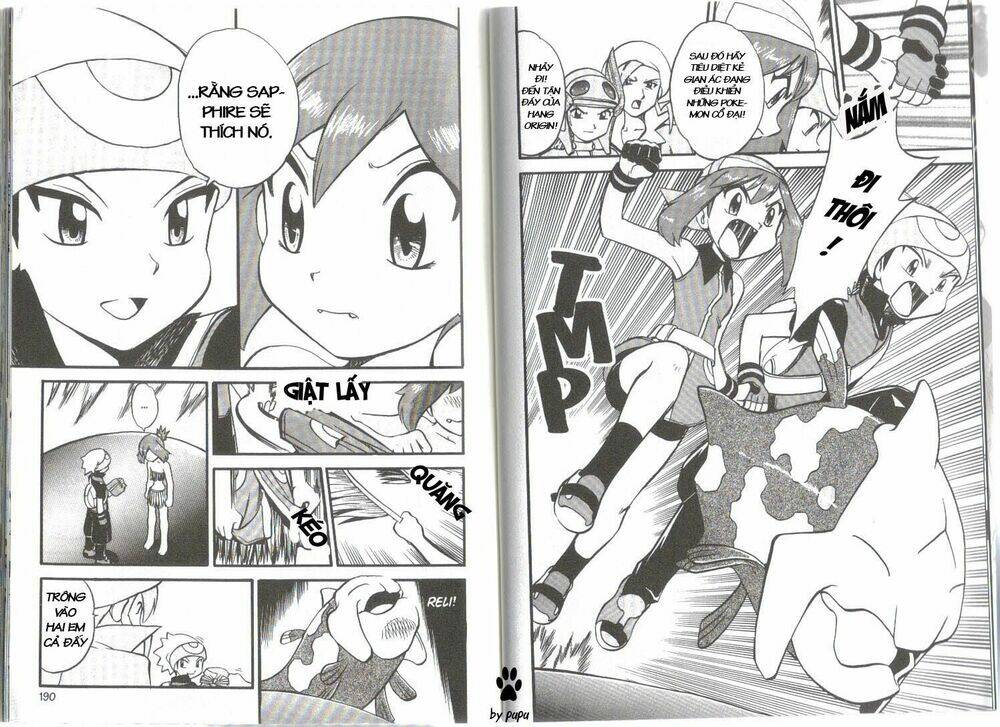 ...RẰNG SAP-
PHIRE SẼ
THÍCH NÓ.
...
GIẬT LẤY
KÉO
QUĂNG
TRÔNG
VÀO
HAI EM
CẢ ĐẤY
RELI!
190
NHẢY
ĐI!
ĐẾN TẬN
ĐÁY CỦA
HANG
ORIGIN!
SAU ĐÓ HÃY
TIÊU DIỆT KẺ
GIAN ÁC ĐANG
ĐIỀU KHIỂN
NHỮNG POKE-
MON CỔ ĐẠI!
NẮM
ĐI
THÔI
!
TMP
by pupu